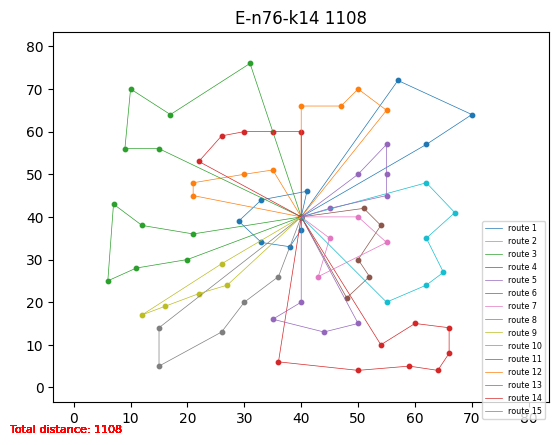 E-n76-k14 1108
80
70
60
50
40
30
20
10
0
0 10 20 30 40 50 60 70 80
route 1
route 2
route 3
route 4
route 5
route 6
route 7
route 8
route 9
route 10
route 11
route 12
route 13
route 14
route 15
Total distance: 1108